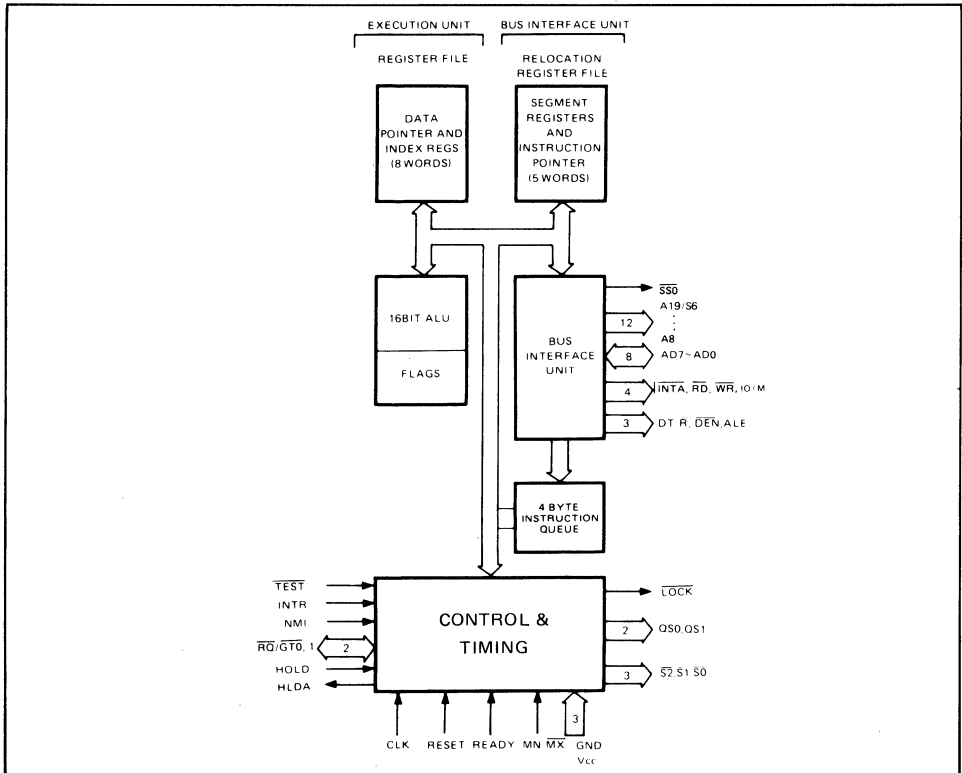 EXECUTION UNIT
BUS INTERFACE UNIT
REGISTER FILE
RELOCATION
REGISTER FILE
DATA
POINTER AND
INDEX REGS
(8 WORDS)
SEGMENT
REGISTERS
AND
INSTRUCTION
POINTER
(5 WORDS)
16BIT ALU
FLAGS
BUS
INTERFACE
UNIT
SS0
A19/S6
12
:
A8
8
AD7~AD0
4
INTA, RD, WR, IO/M
3
DT R, DEN, ALE
4 BYTE
INSTRUCTION
QUEUE
TEST
INTR
NMI
RQ/GT0, 1
2
HOLD
HLDA
CONTROL &
TIMING
LOCK
2
QS0, QS1
3
S2, S1 S0
3
CLK
RESET
READY
MN MX
GND
Vcc